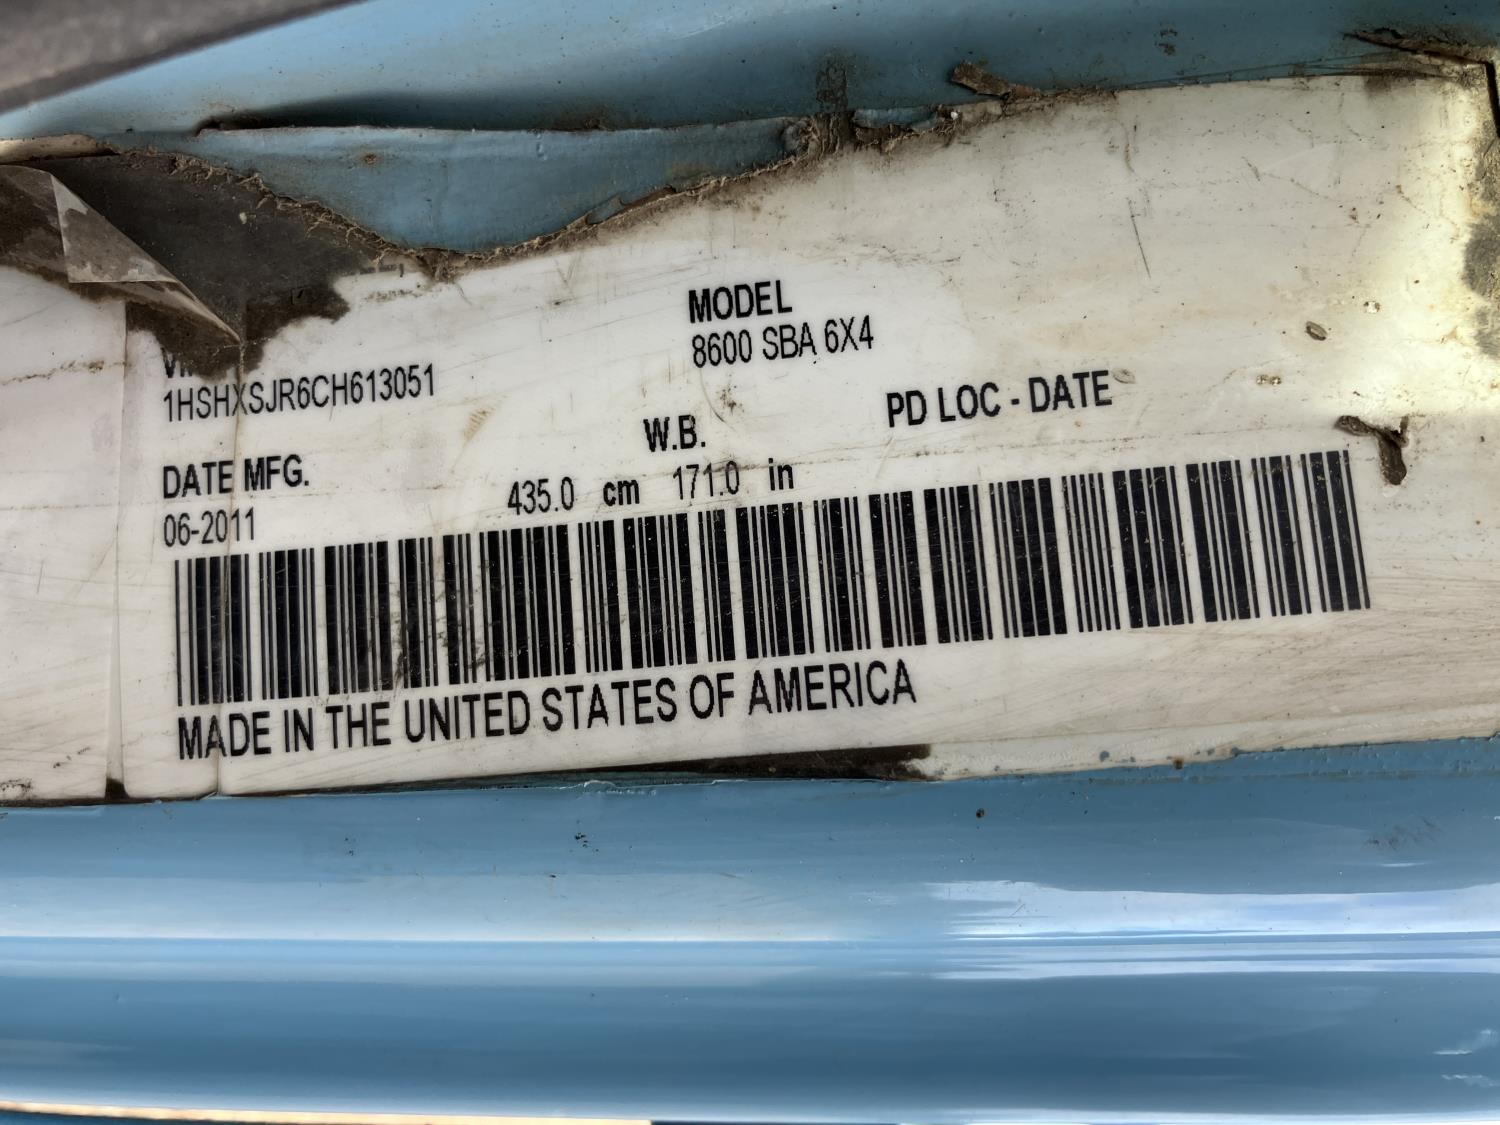 MODEL
8600 SBA 6X4
1HSHXSJR6CH613051
W.B.
PD LOC - DATE
DATE MFG.
435.0 cm 171.0 in
06-2011
MADE IN THE UNITED STATES OF AMERICA